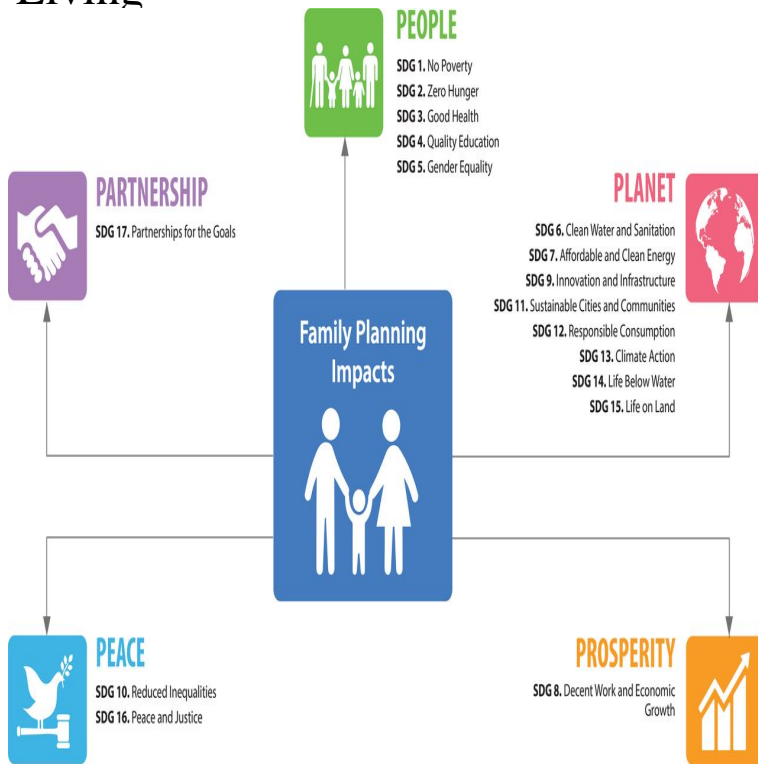 Living
PEOPLE
SDG 1. No Poverty
SDG 2. Zero Hunger
SDG 3. Good Health
SDG 4. Quality Education
SDG 5. Gender Equality
PARTNERSHIP
SDG 17. Partnerships for the Goals
PLANET
SDG 6. Clean Water and Sanitation
SDG 7. Affordable and Clean Energy
SDG 9. Innovation and Infrastructure
SDG 11. Sustainable Cities and Communities
SDG 12. Responsible Consumption
SDG 13. Climate Action
SDG 14. Life Below Water
SDG 15. Life on Land
Family Planning
Impacts
PEACE
SDG 10. Reduced Inequalities
SDG 16. Peace and Justice
PROSPERITY
SDG 8. Decent Work and Economic
Growth